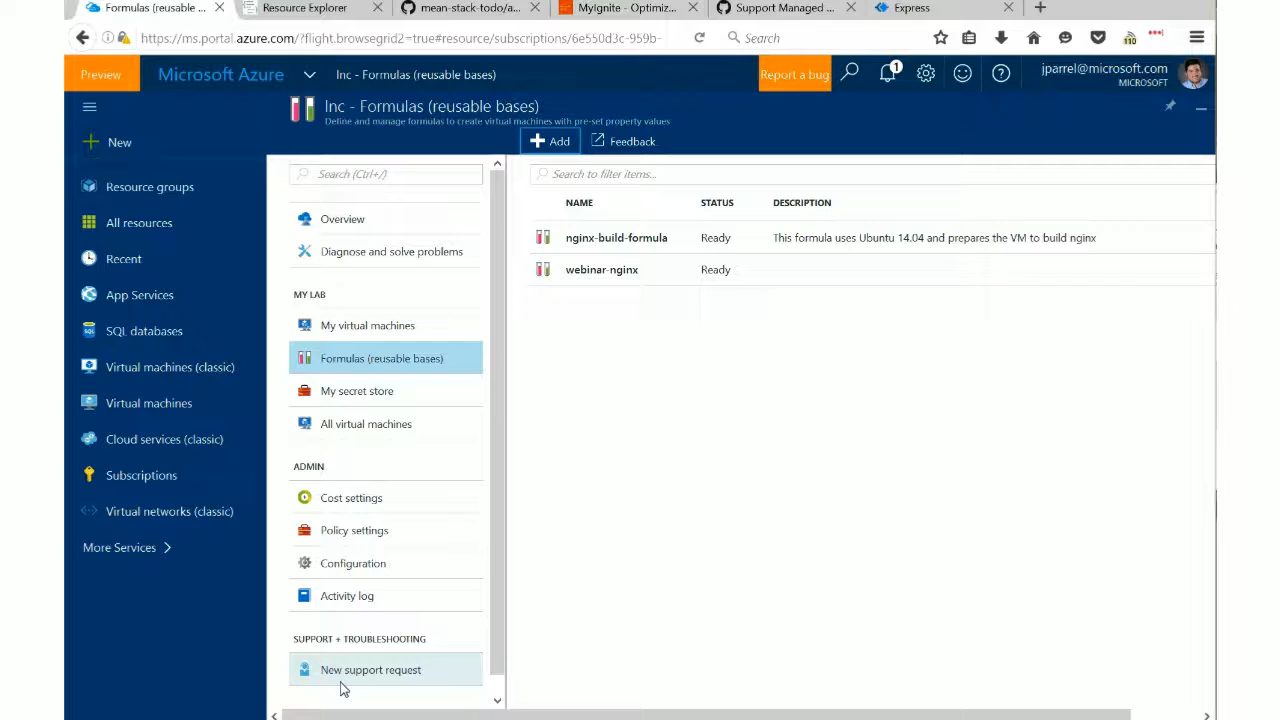 Formulas (reusable ...
Resource Explorer
mean-stack-todo/a...
MyIgnite - Optimiz...
Support Managed ...
Express
https://ms.portal.azure.com/?flight.browsegrid2=true#resource/subscriptions/6e550d3c-959b-
Search
110
Preview
Microsoft Azure
Inc - Formulas (reusable bases)
Report a bug
1
jparrel@microsoft.com
MICROSOFT
Inc - Formulas (reusable bases)
Define and manage formulas to create virtual machines with pre-set property values
Add
Feedback
New
Resource groups
All resources
Recent
App Services
SQL databases
Virtual machines (classic)
Virtual machines
Cloud services (classic)
Subscriptions
Virtual networks (classic)
More Services
Search (Ctrl+/)
Overview
Diagnose and solve problems
MY LAB
My virtual machines
Formulas (reusable bases)
My secret store
All virtual machines
ADMIN
Cost settings
Policy settings
Configuration
Activity log
SUPPORT + TROUBLESHOOTING
New support request
Search to filter items...
NAME STATUS DESCRIPTION
nginx-build-formula Ready This formula uses Ubuntu 14.04 and prepares the VM to build nginx
webinar-nginx Ready